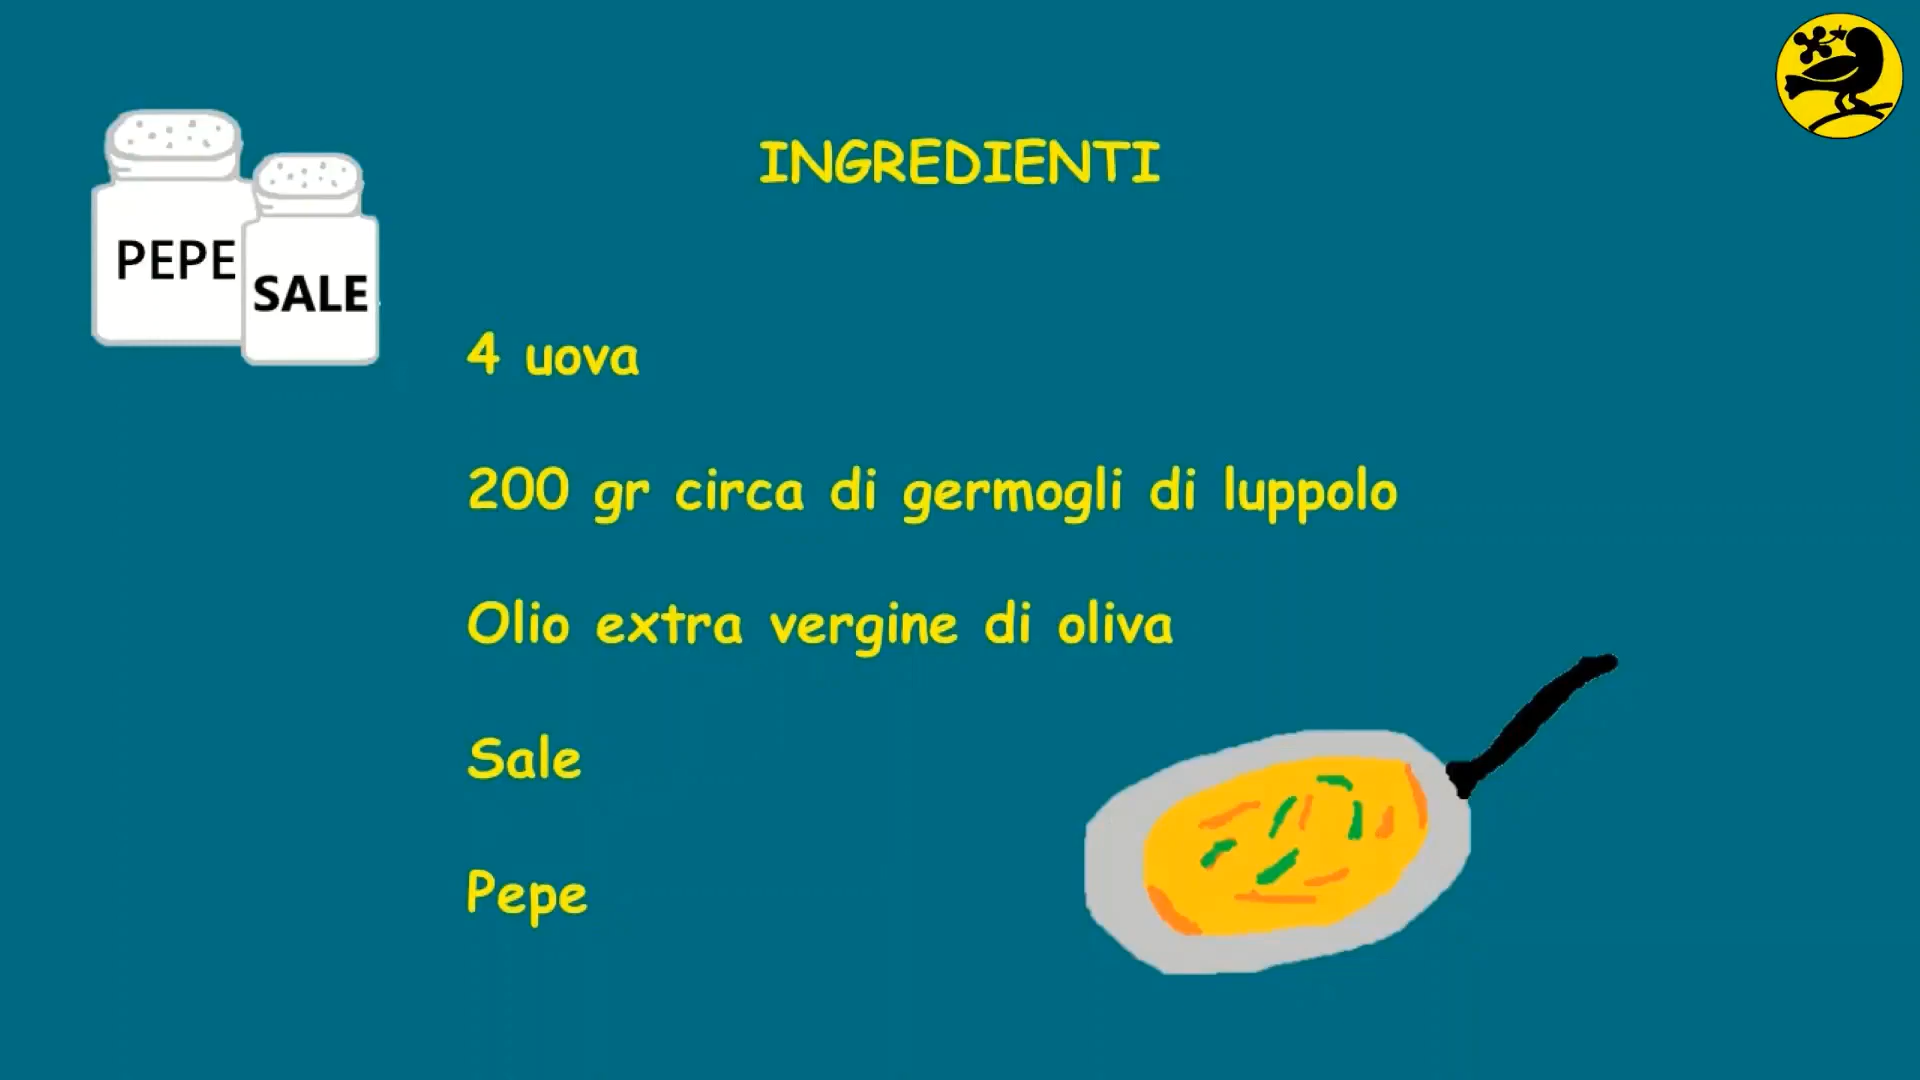 INGREDIENTI
PEPE
SALE
4 uova
200 gr circa di germogli di luppolo
Olio extra vergine di oliva
Sale
Pepe